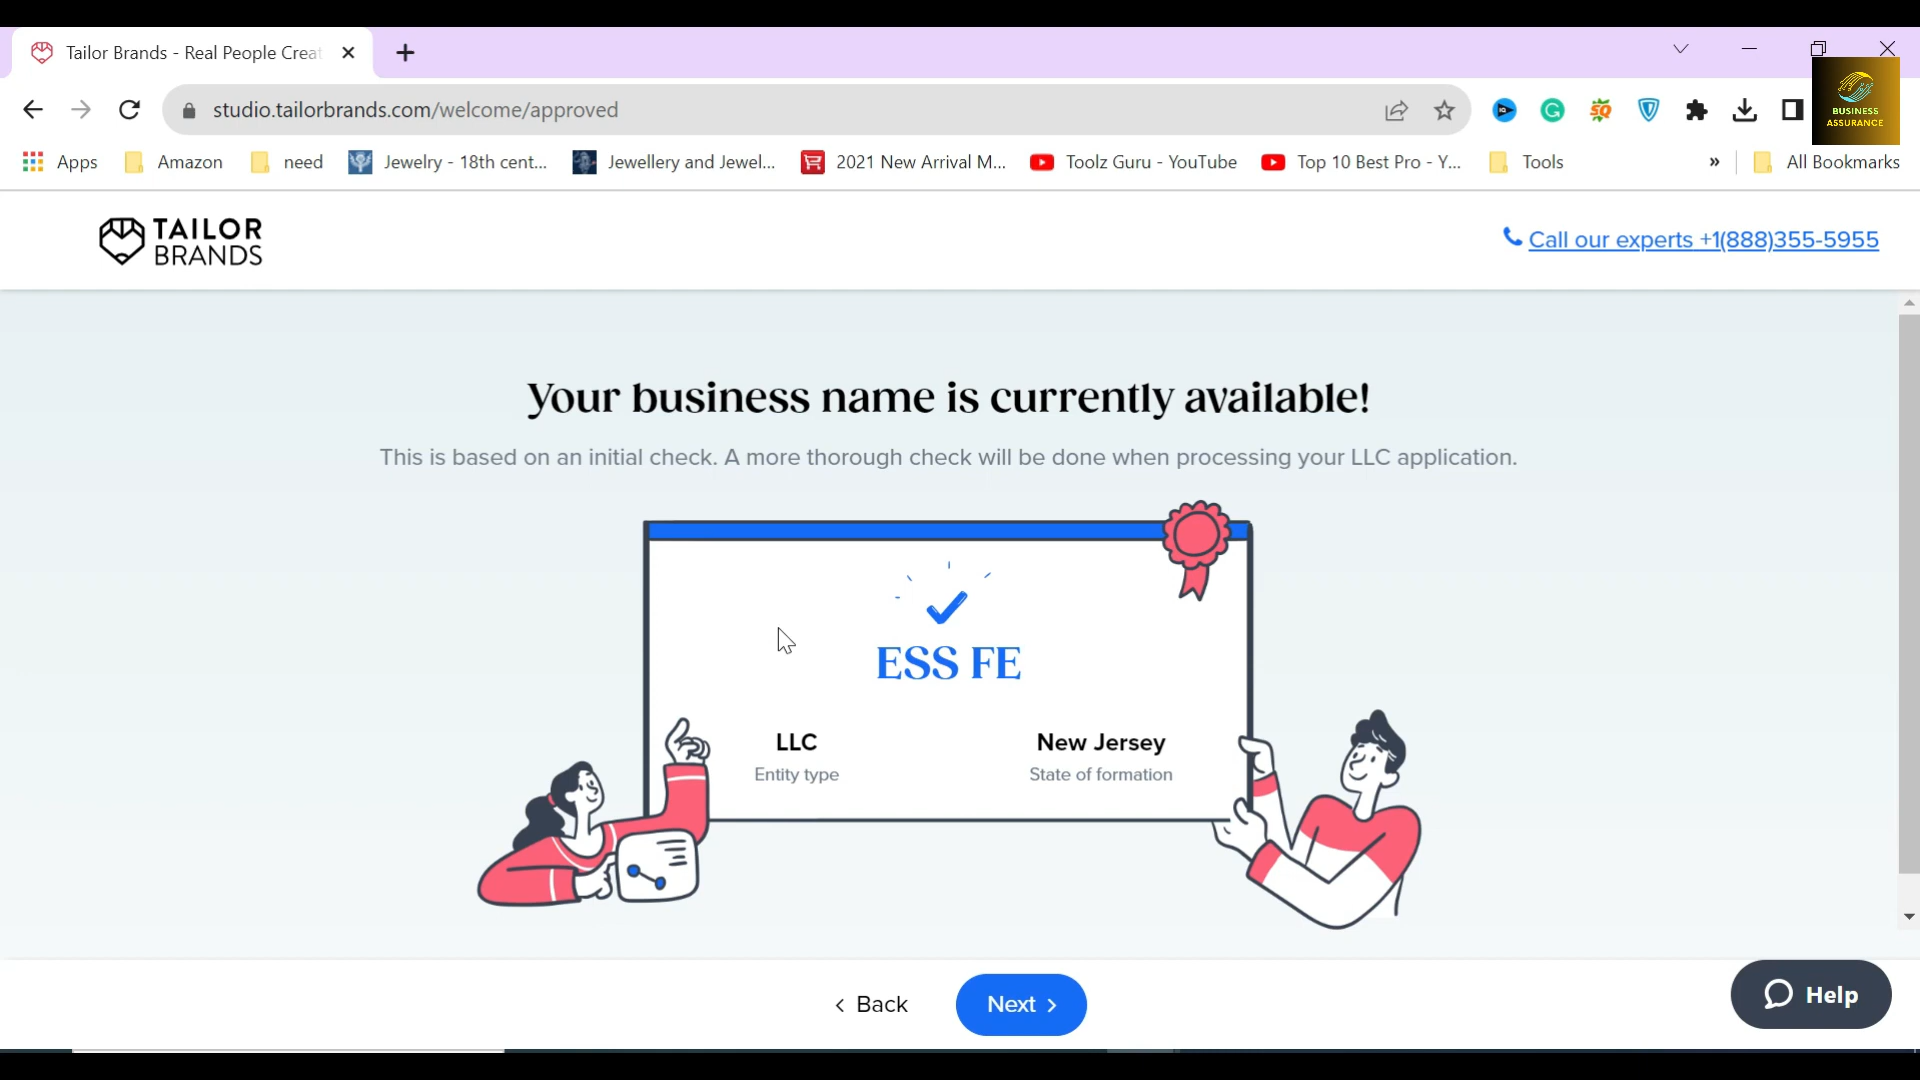 Tailor Brands - Real People Creat
studio.tailorbrands.com/welcome/approved
BUSINESS
ASSURANCE
Apps
Amazon
need
Jewelry - 18th cent...
Jewellery and Jewel...
2021 New Arrival M...
Toolz Guru - YouTube
Top 10 Best Pro - Y...
Tools
»
All Bookmarks
TAILOR
BRANDS
Call our experts +1(888)355-5955
Your business name is currently available!
This is based on an initial check. A more thorough check will be done when processing your LLC application.
ESS FE
LLC
New Jersey
Entity type
State of formation
Back
Next
Help